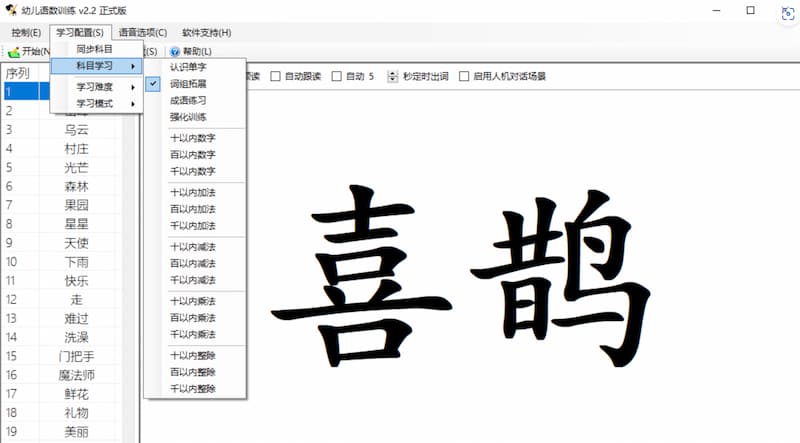 幼儿语数训练 v2.2 正式版
控制(E) 学习配置(S) 语音选项(C) 软件支持(H)
开始(N (S) 帮助(L)
同步科目
科目学习
学习难度
学习模式
认识单字
词组拓展
成语练习
强化训练
十以内数字
百以内数字
千以内数字
十以内加法
百以内加法
千以内加法
十以内减法
百以内减法
千以内减法
十以内乘法
百以内乘法
千以内乘法
十以内整除
百以内整除
千以内整除
读 自动跟读 自动 5 秒定时出词 启用人机对话场景
序列
1
2
3 乌云
4 村庄
5 光芒
6 森林
7 果园
8 星星
9 天使
10 下雨
11 快乐
12 走
13 难过
14 洗澡
15 门把手
16 魔法师
17 鲜花
18 礼物
19 美丽
喜鹊